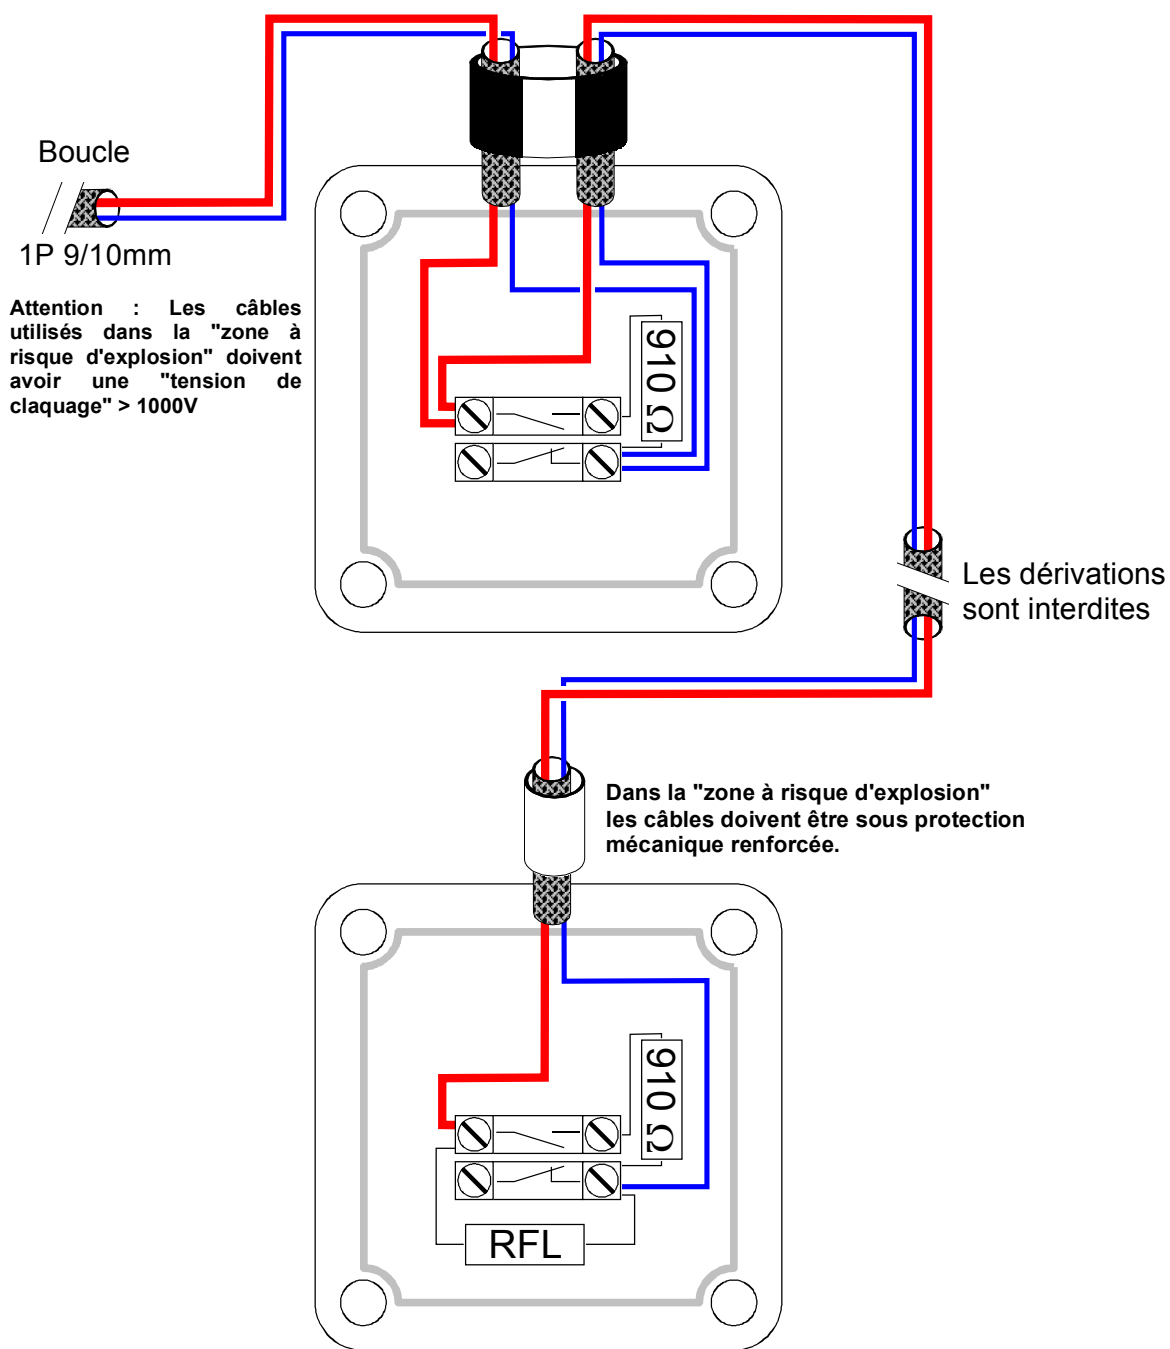 Boucle
1P 9/10mm
Attention : Les câbles
utilisés dans la "zone à
risque d'explosion" doivent
avoir une "tension de
claquage" > 1000V
910 Ω
Les dérivations
sont interdites
Dans la "zone à risque d'explosion"
les câbles doivent être sous protection
mécanique renforcée.
910 Ω
RFL